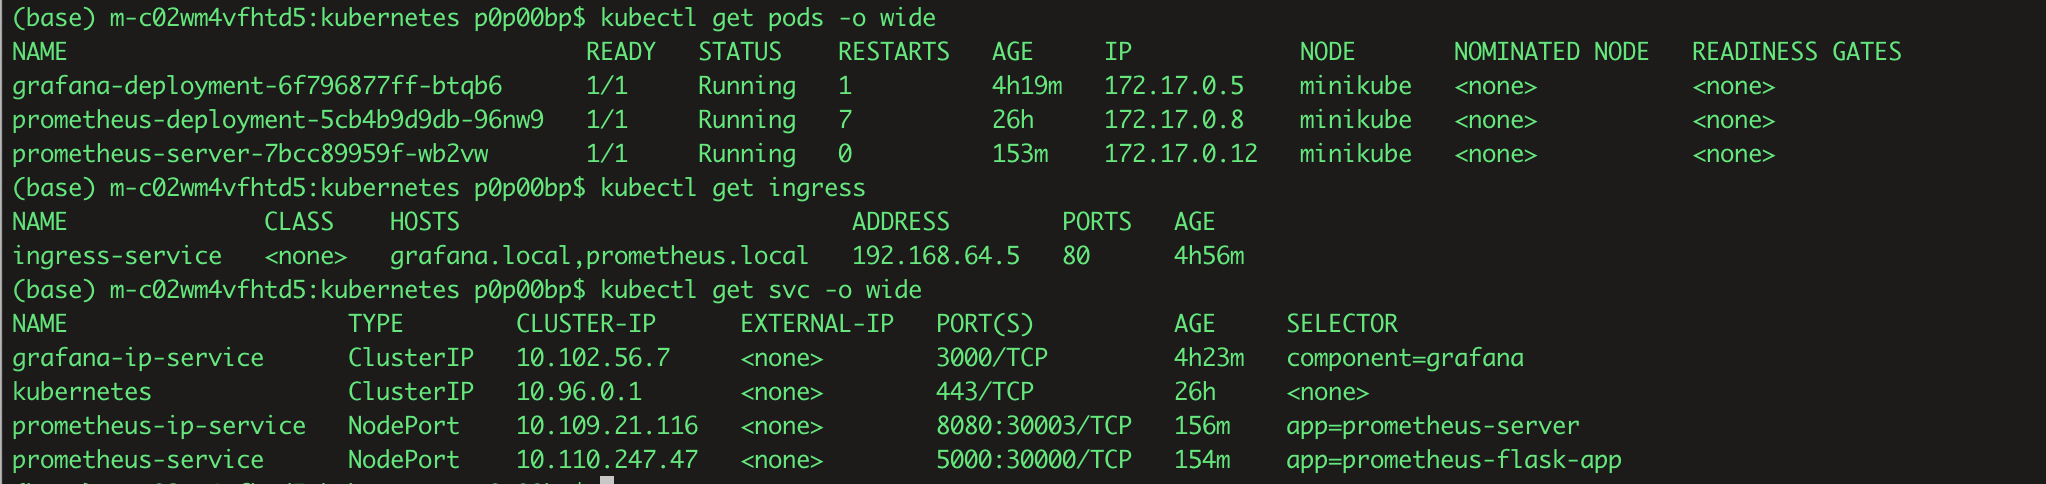 (base) m-c02wm4vfhtd5:kubernetes p0p00bp$ kubectl get pods -o wide
NAME READY STATUS RESTARTS AGE IP NODE NOMINATED NODE READINESS GATES
grafana-deployment-6f796877ff-btqb6 1/1 Running 1 4h19m 172.17.0.5 minikube <none> <none>
prometheus-deployment-5cb4b9d9db-96nw9 1/1 Running 7 26h 172.17.0.8 minikube <none> <none>
prometheus-server-7bcc89959f-wb2vw 1/1 Running 0 153m 172.17.0.12 minikube <none> <none>
(base) m-c02wm4vfhtd5:kubernetes p0p00bp$ kubectl get ingress
NAME CLASS HOSTS ADDRESS PORTS AGE
ingress-service <none> grafana.local,prometheus.local 192.168.64.5 80 4h56m
(base) m-c02wm4vfhtd5:kubernetes p0p00bp$ kubectl get svc -o wide
NAME TYPE CLUSTER-IP EXTERNAL-IP PORT(S) AGE SELECTOR
grafana-ip-service ClusterIP 10.102.56.7 <none> 3000/TCP 4h23m component=grafana
kubernetes ClusterIP 10.96.0.1 <none> 443/TCP 26h <none>
prometheus-ip-service NodePort 10.109.21.116 <none> 8080:30003/TCP 156m app=prometheus-server
prometheus-service NodePort 10.110.247.47 <none> 5000:30000/TCP 154m app=prometheus-flask-app